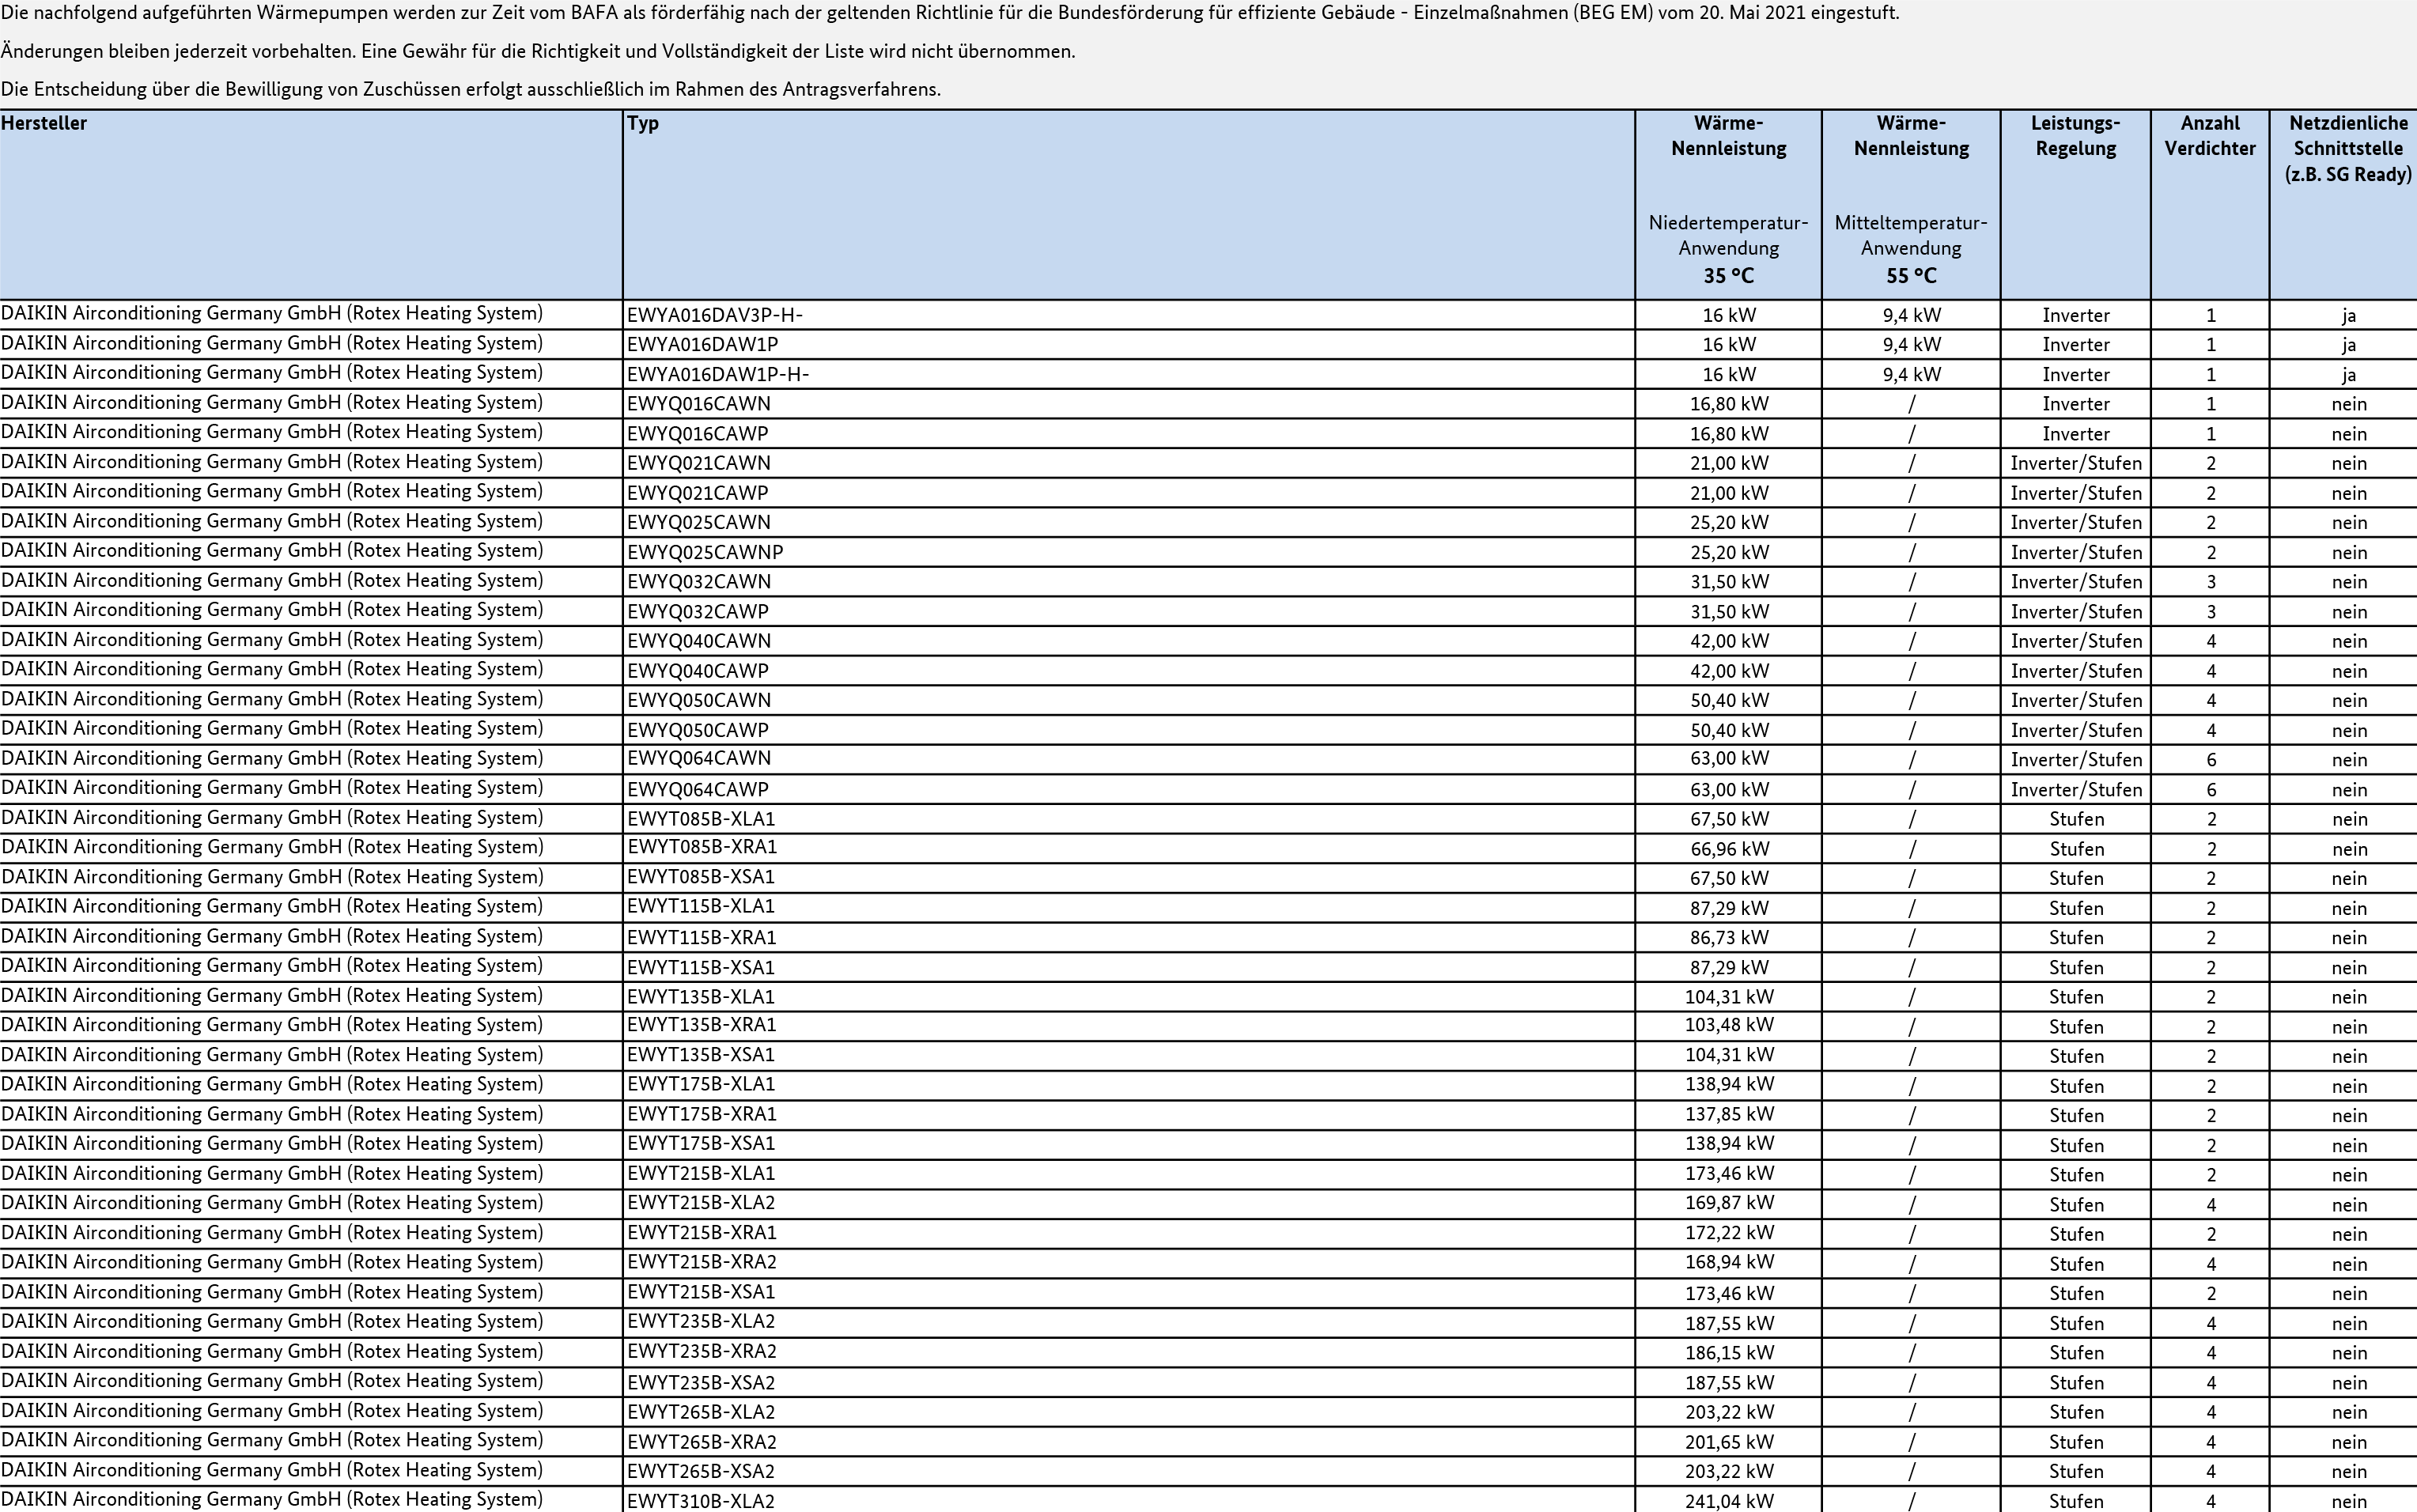 Die nachfolgend aufgeführten Wärmepumpen werden zur Zeit vom BAFA als förderfähig nach der geltenden Richtlinie für die Bundesförderung für effiziente Gebäude - Einzelmaßnahmen (BEG EM) vom 20. Mai 2021 eingestuft.
Änderungen bleiben jederzeit vorbehalten. Eine Gewähr für die Richtigkeit und Vollständigkeit der Liste wird nicht übernommen.
Die Entscheidung über die Bewilligung von Zuschüssen erfolgt ausschließlich im Rahmen des Antragsverfahrens.
Hersteller Typ Wärme- Wärme- Leistungs- Anzahl Netzdienliche
Nennleistung Nennleistung Regelung Verdichter Schnittstelle
(z.B. SG Ready)
Niedertemperatur- Mitteltemperatur-
Anwendung Anwendung
35 °C 55 °C
DAIKIN Airconditioning Germany GmbH (Rotex Heating System) EWYA016DAV3P-H- 16 kW 9,4 kW Inverter 1 ja
DAIKIN Airconditioning Germany GmbH (Rotex Heating System) EWYA016DAW1P 16 kW 9,4 kW Inverter 1 ja
DAIKIN Airconditioning Germany GmbH (Rotex Heating System) EWYA016DAW1P-H- 16 kW 9,4 kW Inverter 1 ja
DAIKIN Airconditioning Germany GmbH (Rotex Heating System) EWYQ016CAWN 16,80 kW / Inverter 1 nein
DAIKIN Airconditioning Germany GmbH (Rotex Heating System) EWYQ016CAWP 16,80 kW / Inverter 1 nein
DAIKIN Airconditioning Germany GmbH (Rotex Heating System) EWYQ021CAWN 21,00 kW / Inverter/Stufen 2 nein
DAIKIN Airconditioning Germany GmbH (Rotex Heating System) EWYQ021CAWP 21,00 kW / Inverter/Stufen 2 nein
DAIKIN Airconditioning Germany GmbH (Rotex Heating System) EWYQ025CAWN 25,20 kW / Inverter/Stufen 2 nein
DAIKIN Airconditioning Germany GmbH (Rotex Heating System) EWYQ025CAWNP 25,20 kW / Inverter/Stufen 2 nein
DAIKIN Airconditioning Germany GmbH (Rotex Heating System) EWYQ032CAWN 31,50 kW / Inverter/Stufen 3 nein
DAIKIN Airconditioning Germany GmbH (Rotex Heating System) EWYQ032CAWP 31,50 kW / Inverter/Stufen 3 nein
DAIKIN Airconditioning Germany GmbH (Rotex Heating System) EWYQ040CAWN 42,00 kW / Inverter/Stufen 4 nein
DAIKIN Airconditioning Germany GmbH (Rotex Heating System) EWYQ040CAWP 42,00 kW / Inverter/Stufen 4 nein
DAIKIN Airconditioning Germany GmbH (Rotex Heating System) EWYQ050CAWN 50,40 kW / Inverter/Stufen 4 nein
DAIKIN Airconditioning Germany GmbH (Rotex Heating System) EWYQ050CAWP 50,40 kW / Inverter/Stufen 4 nein
DAIKIN Airconditioning Germany GmbH (Rotex Heating System) EWYQ064CAWN 63,00 kW / Inverter/Stufen 6 nein
DAIKIN Airconditioning Germany GmbH (Rotex Heating System) EWYQ064CAWP 63,00 kW / Inverter/Stufen 6 nein
DAIKIN Airconditioning Germany GmbH (Rotex Heating System) EWYT085B-XLA1 67,50 kW / Stufen 2 nein
DAIKIN Airconditioning Germany GmbH (Rotex Heating System) EWYT085B-XRA1 66,96 kW / Stufen 2 nein
DAIKIN Airconditioning Germany GmbH (Rotex Heating System) EWYT085B-XSA1 67,50 kW / Stufen 2 nein
DAIKIN Airconditioning Germany GmbH (Rotex Heating System) EWYT115B-XLA1 87,29 kW / Stufen 2 nein
DAIKIN Airconditioning Germany GmbH (Rotex Heating System) EWYT115B-XRA1 86,73 kW / Stufen 2 nein
DAIKIN Airconditioning Germany GmbH (Rotex Heating System) EWYT115B-XSA1 87,29 kW / Stufen 2 nein
DAIKIN Airconditioning Germany GmbH (Rotex Heating System) EWYT135B-XLA1 104,31 kW / Stufen 2 nein
DAIKIN Airconditioning Germany GmbH (Rotex Heating System) EWYT135B-XRA1 103,48 kW / Stufen 2 nein
DAIKIN Airconditioning Germany GmbH (Rotex Heating System) EWYT135B-XSA1 104,31 kW / Stufen 2 nein
DAIKIN Airconditioning Germany GmbH (Rotex Heating System) EWYT175B-XLA1 138,94 kW / Stufen 2 nein
DAIKIN Airconditioning Germany GmbH (Rotex Heating System) EWYT175B-XRA1 137,85 kW / Stufen 2 nein
DAIKIN Airconditioning Germany GmbH (Rotex Heating System) EWYT175B-XSA1 138,94 kW / Stufen 2 nein
DAIKIN Airconditioning Germany GmbH (Rotex Heating System) EWYT215B-XLA1 173,46 kW / Stufen 2 nein
DAIKIN Airconditioning Germany GmbH (Rotex Heating System) EWYT215B-XLA2 169,87 kW / Stufen 4 nein
DAIKIN Airconditioning Germany GmbH (Rotex Heating System) EWYT215B-XRA1 172,22 kW / Stufen 2 nein
DAIKIN Airconditioning Germany GmbH (Rotex Heating System) EWYT215B-XRA2 168,94 kW / Stufen 4 nein
DAIKIN Airconditioning Germany GmbH (Rotex Heating System) EWYT215B-XSA1 173,46 kW / Stufen 2 nein
DAIKIN Airconditioning Germany GmbH (Rotex Heating System) EWYT235B-XLA2 187,55 kW / Stufen 4 nein
DAIKIN Airconditioning Germany GmbH (Rotex Heating System) EWYT235B-XRA2 186,15 kW / Stufen 4 nein
DAIKIN Airconditioning Germany GmbH (Rotex Heating System) EWYT235B-XSA2 187,55 kW / Stufen 4 nein
DAIKIN Airconditioning Germany GmbH (Rotex Heating System) EWYT265B-XLA2 203,22 kW / Stufen 4 nein
DAIKIN Airconditioning Germany GmbH (Rotex Heating System) EWYT265B-XRA2 201,65 kW / Stufen 4 nein
DAIKIN Airconditioning Germany GmbH (Rotex Heating System) EWYT265B-XSA2 203,22 kW / Stufen 4 nein
DAIKIN Airconditioning Germany GmbH (Rotex Heating System) EWYT310B-XLA2 241,04 kW / Stufen 4 nein